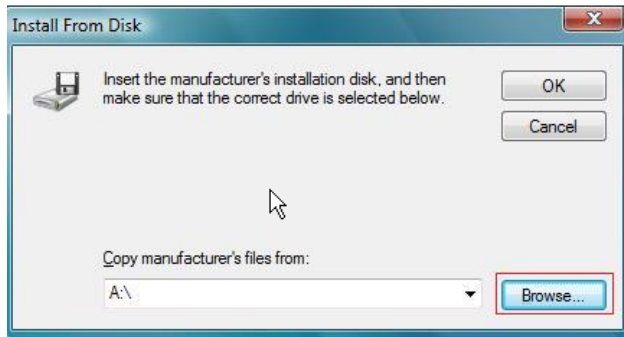 Install From Disk
Insert the manufacturer's installation disk, and then
make sure that the correct drive is selected below.
OK
Cancel
Copy manufacturer's files from:
A:\
Browse...